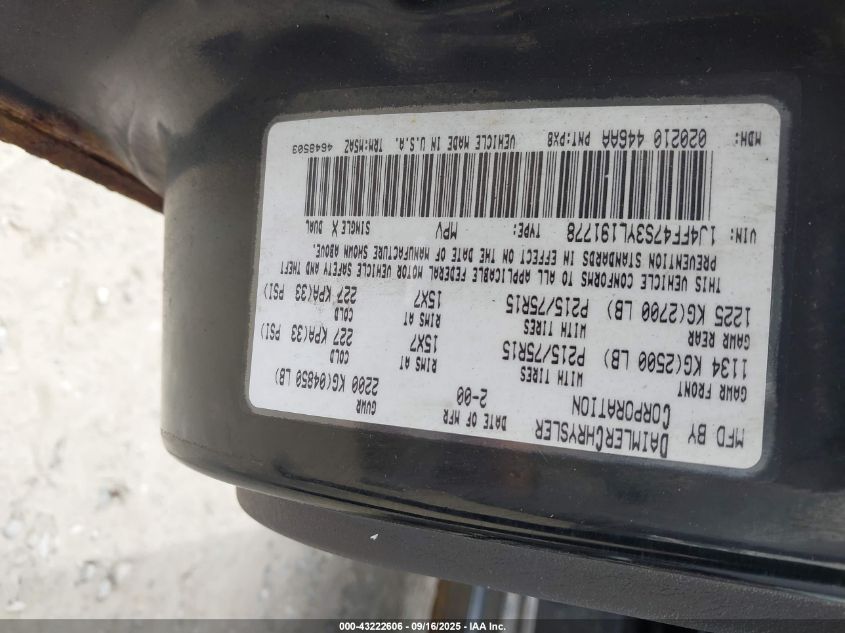 MFD BY DAIMLERCHRYSLER CORPORATION
DATE OF MFR 2-00
GVWR 2200 KG(04850 LB)
GAWR FRONT 1134 KG(2500 LB)
WITH TIRES P215/75R15
RIMS AT 15X7
COLD 227 KPA(33 PSI)
GAWR REAR 1225 KG(2700 LB)
WITH TIRES P215/75R15
RIMS AT 15X7
COLD 227 KPA(33 PSI)
THIS VEHICLE CONFORMS TO ALL APPLICABLE FEDERAL MOTOR VEHICLE SAFETY AND THEFT
PREVENTION STANDARDS IN EFFECT ON THE DATE OF MANUFACTURE SHOWN ABOVE.
VIN: 1J4FF47S3YL191778 TYPE: MPV SINGLE X DUAL
MDH: 020210 446AA PNT:PX8 VEHICLE MADE IN U.S.A. TRM:M5AZ 4648503
000-43222606 - 09/16/2025 - IAA Inc.